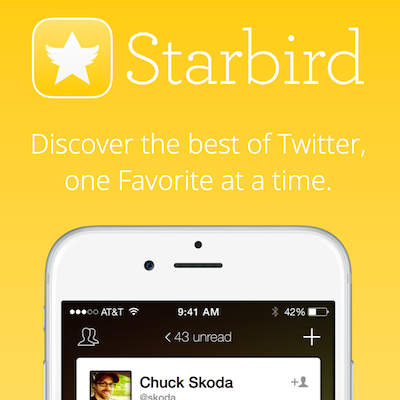 Starbird
Discover the best of Twitter,
one Favorite at a time.
AT&T 9:41 AM 42%
< 43 unread +
Chuck Skoda +
@skoda